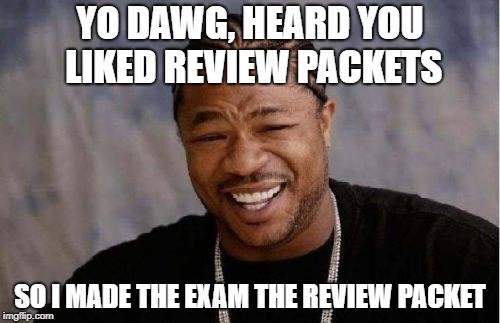 YO DAWG, HEARD YOU
LIKED REVIEW PACKETS
SO I MADE THE EXAM THE REVIEW PACKET
imgflip.com